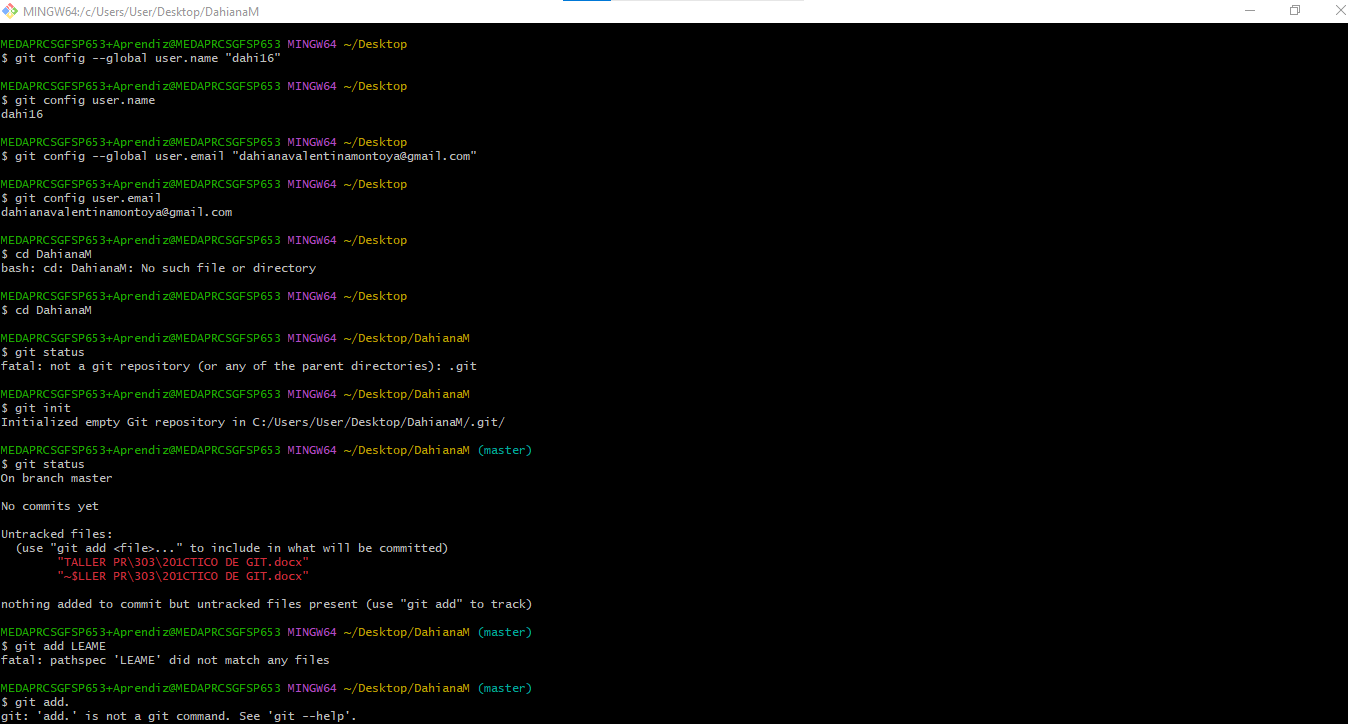 MINGW64:/c/Users/User/Desktop/DahianaM
MEDAPRCSGFSP653+Aprendiz@MEDAPRCSGFSP653 MINGW64 ~/Desktop
$ git config --global user.name "dahi16"
MEDAPRCSGFSP653+Aprendiz@MEDAPRCSGFSP653 MINGW64 ~/Desktop
$ git config user.name
dahi16
MEDAPRCSGFSP653+Aprendiz@MEDAPRCSGFSP653 MINGW64 ~/Desktop
$ git config --global user.email "dahianavalentinamontoya@gmail.com"
MEDAPRCSGFSP653+Aprendiz@MEDAPRCSGFSP653 MINGW64 ~/Desktop
$ git config user.email
dahianavalentinamontoya@gmail.com
MEDAPRCSGFSP653+Aprendiz@MEDAPRCSGFSP653 MINGW64 ~/Desktop
$ cd DahianaM
bash: cd: DahianaM: No such file or directory
MEDAPRCSGFSP653+Aprendiz@MEDAPRCSGFSP653 MINGW64 ~/Desktop
$ cd DahianaM
MEDAPRCSGFSP653+Aprendiz@MEDAPRCSGFSP653 MINGW64 ~/Desktop/DahianaM
$ git status
fatal: not a git repository (or any of the parent directories): .git
MEDAPRCSGFSP653+Aprendiz@MEDAPRCSGFSP653 MINGW64 ~/Desktop/DahianaM
$ git init
Initialized empty Git repository in C:/Users/User/Desktop/DahianaM/.git/
MEDAPRCSGFSP653+Aprendiz@MEDAPRCSGFSP653 MINGW64 ~/Desktop/DahianaM (master)
$ git status
On branch master
No commits yet
Untracked files:
(use "git add <file>..." to include in what will be committed)
"TALLER PR\303\201CTICO DE GIT.docx"
"~$LLER PR\303\201CTICO DE GIT.docx"
nothing added to commit but untracked files present (use "git add" to track)
MEDAPRCSGFSP653+Aprendiz@MEDAPRCSGFSP653 MINGW64 ~/Desktop/DahianaM (master)
$ git add LEAME
fatal: pathspec 'LEAME' did not match any files
MEDAPRCSGFSP653+Aprendiz@MEDAPRCSGFSP653 MINGW64 ~/Desktop/DahianaM (master)
$ git add.
git: 'add.' is not a git command. See 'git --help'.